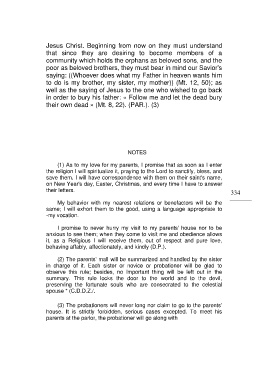 Jesus Christ. Beginning from now on they must understand
that since they are desiring to become members of a
community which holds the orphans as beloved sons, and the
poor as beloved brothers, they must bear in mind our Savior's
saying: ((Whoever does what my Father in heaven wants him
to do is my brother, my sister, my mother)) (Mt. 12, 50); as
well as the saying of Jesus to the one who wished to go back
in order to bury his father: « Follow me and let the dead bury
their own dead » (Mt. 8, 22). (PAR.). (3)
NOTES
(1) As to my love for my parents, I promise that as soon as I enter
the religion I will spiritualize it, praying to the Lord to sanctify, bless, and
save them. I will have correspondence with them on their saint's name,
on New Year's day, Easter, Christmas, and every time I have to answer
their letters.
334
My behavior with my nearest relations or benefactors will be the
same; I will exhort them to the good, using a language appropriate to
-my vocation.
I promise to never hurry my visit to my parents' house nor to be
anxious to see them; when they come to visit me and obedience allows
it, as a Religious I will receive them, out of respect and pure love,
behaving affably, affectionately, and kindly (D.P.),
(2) The parents' mail will be summarized and handled by the sister
in charge of it. Each sister or novice or probationer will be glad to
observe this rule; besides, no important thing will be left out in the
summary. This rule locks the door to the world and to the devil,
preserving the fortunate souls who are consecrated to the celestial
spouse " (C.D.D.Z./.
(3) The probationers will never long nor claim to go to the parents'
house. It is strictly forbidden, serious cases excepted. To meet his
parents at the parlor, the probationer will go along with